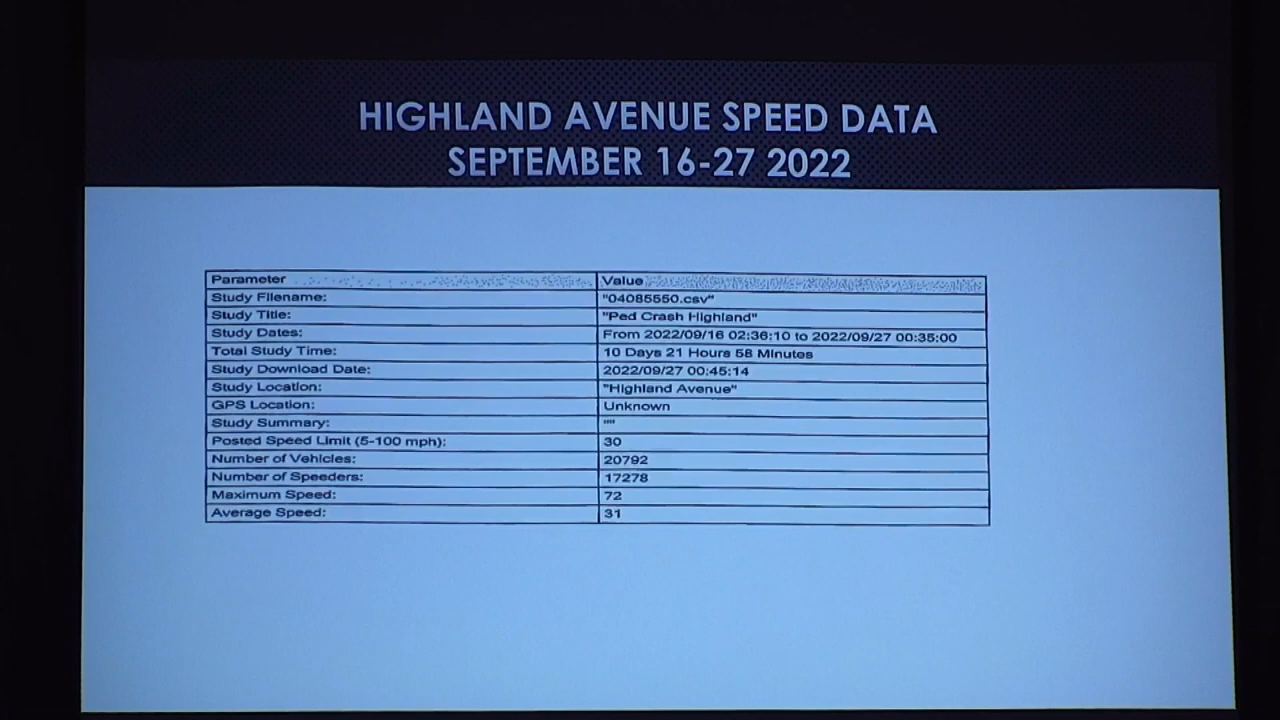 HIGHLAND AVENUE SPEED DATA
SEPTEMBER 16-27 2022
Parameter Value
Study Filename: "04085550.csv"
Study Title: "Ped Crash Highland"
Study Dates: From 2022/09/16 02:36:10 to 2022/09/27 00:35:00
Total Study Time: 10 Days 21 Hours 58 Minutes
Study Download Date: 2022/09/27 00:45:14
Study Location: "Highland Avenue"
GPS Location: Unknown
Study Summary: ""
Posted Speed Limit (5-100 mph): 30
Number of Vehicles: 20792
Number of Speeders: 17278
Maximum Speed: 72
Average Speed: 31